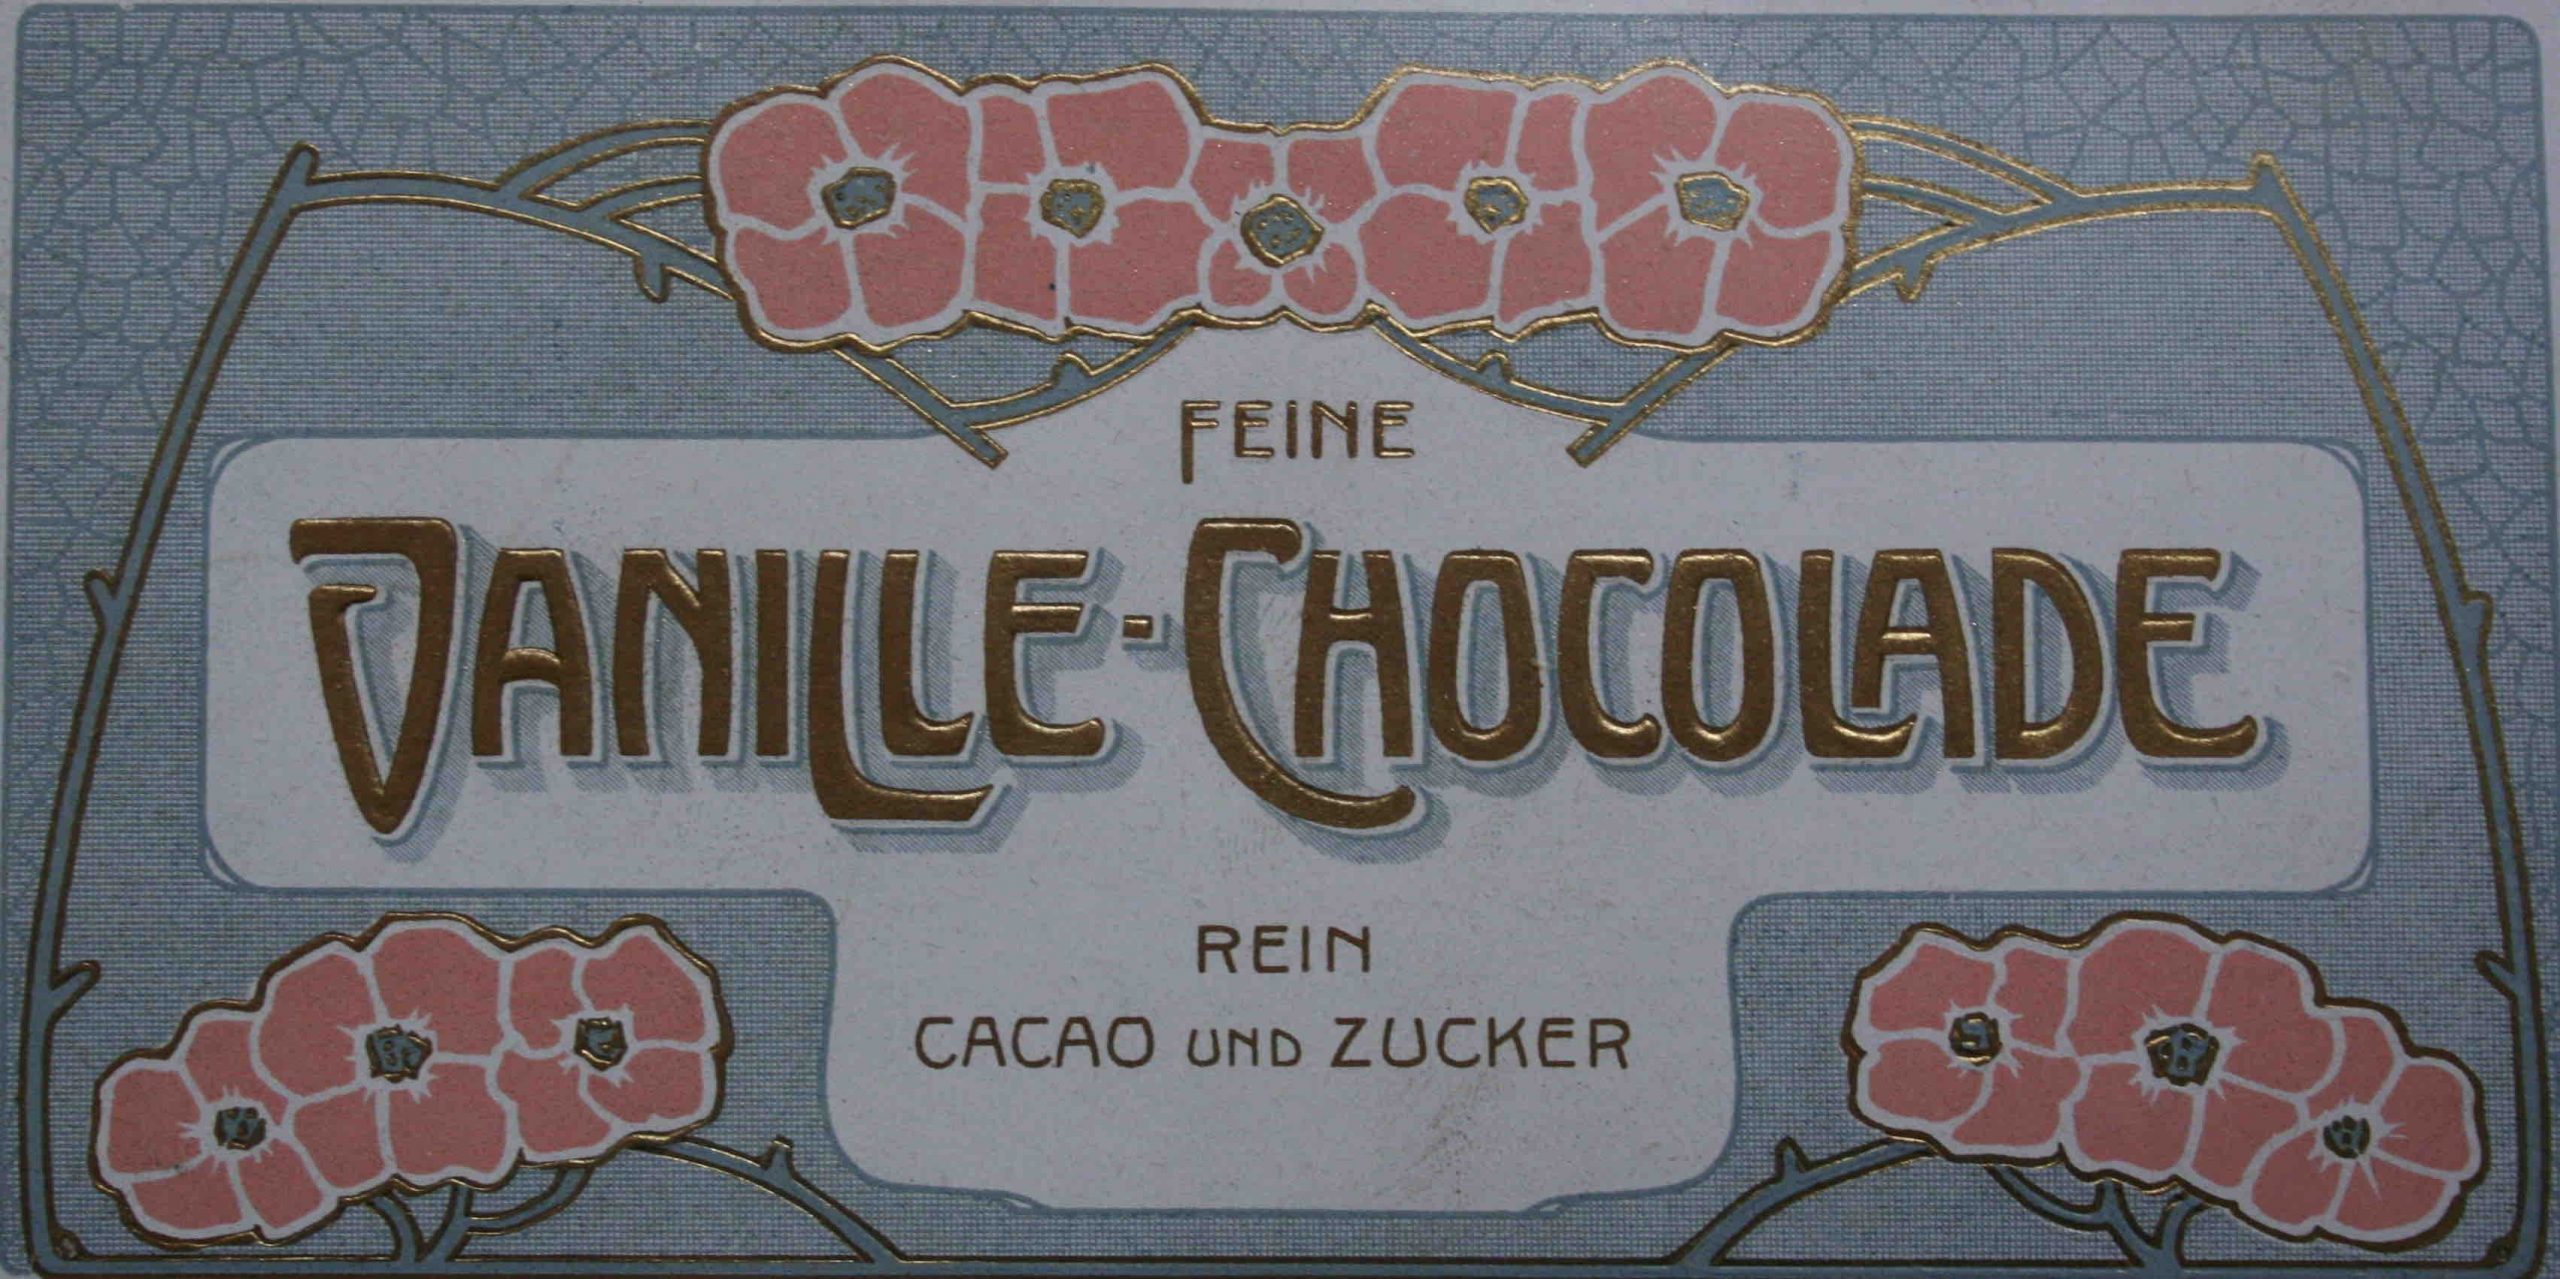 FEINE
VANILLE-CHOCOLADE
REIN
CACAO UND ZUCKER